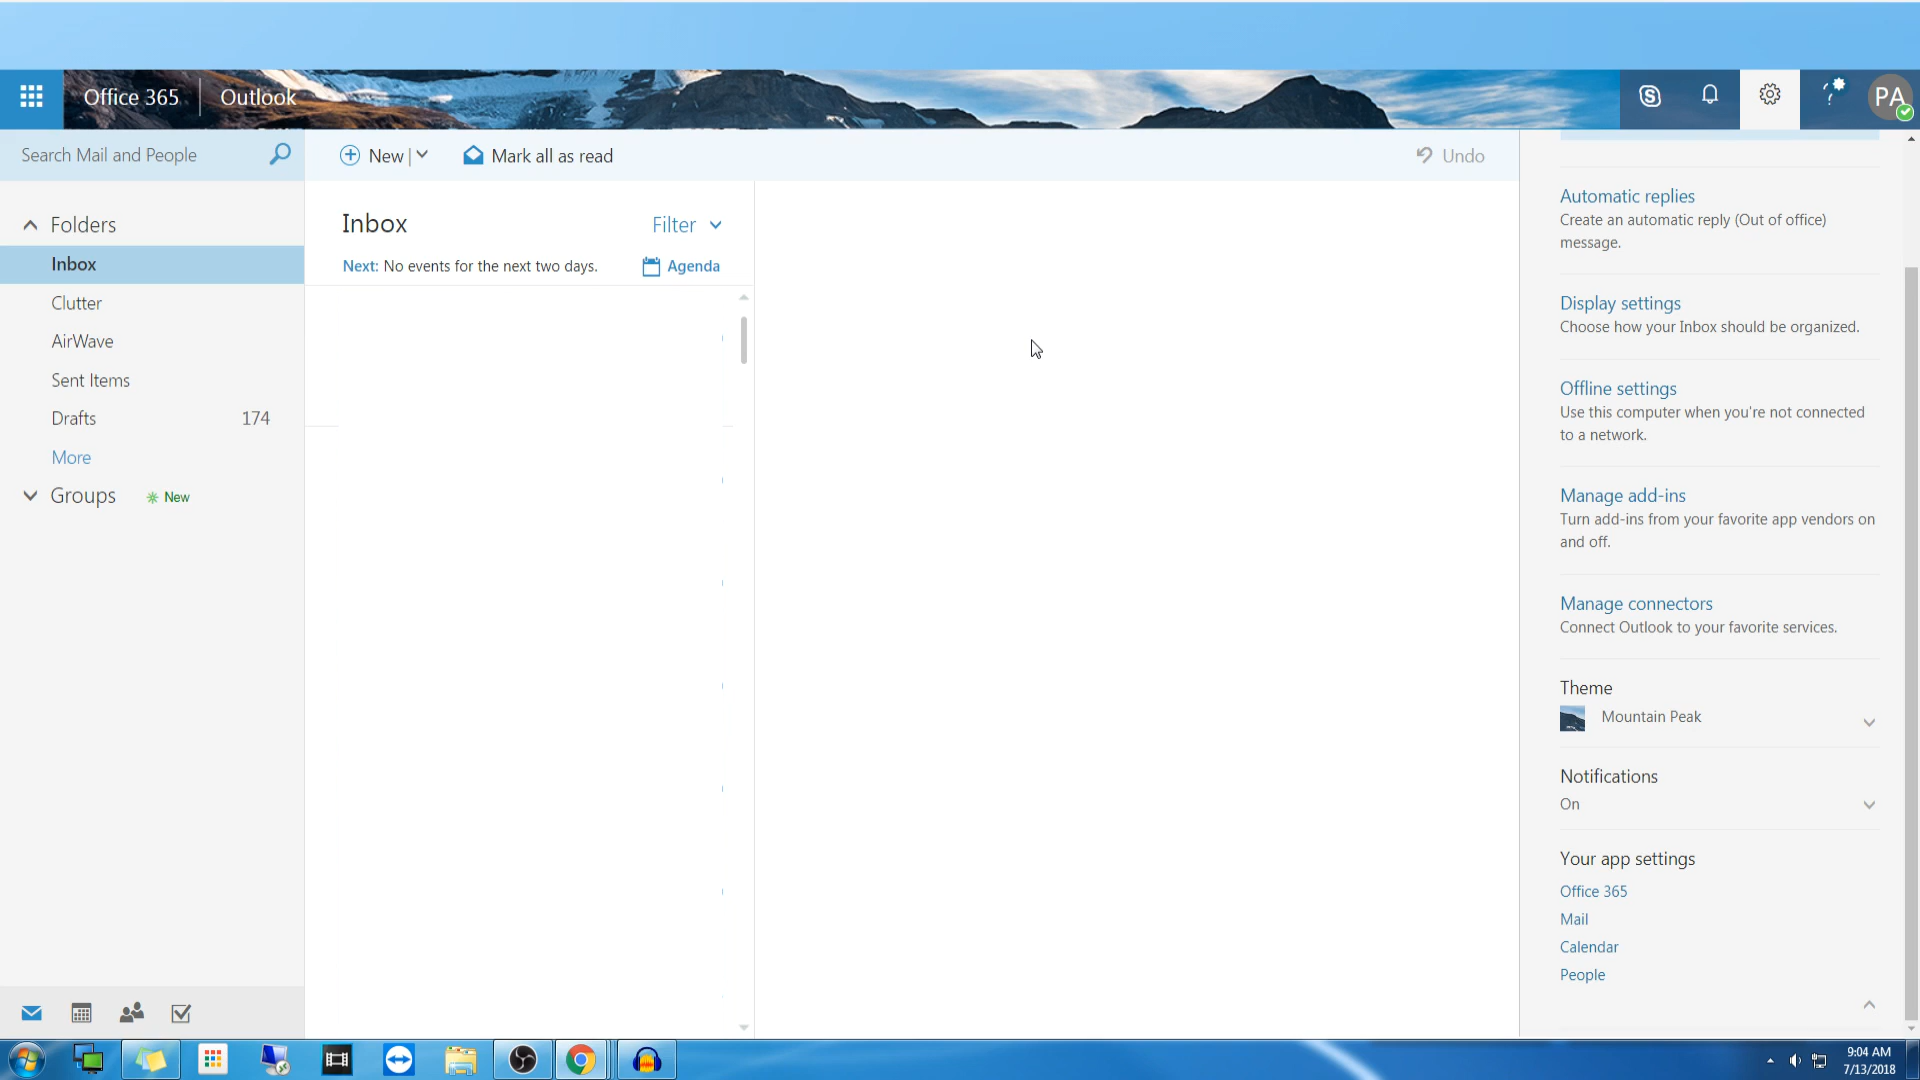 Office 365
Outlook
PA
Search Mail and People
New
Mark all as read
Undo
Folders
Inbox
Clutter
AirWave
Sent Items
Drafts 174
More
Groups New
Inbox
Filter
Next: No events for the next two days.
Agenda
Automatic replies
Create an automatic reply (Out of office)
message.
Display settings
Choose how your Inbox should be organized.
Offline settings
Use this computer when you're not connected
to a network.
Manage add-ins
Turn add-ins from your favorite app vendors on
and off.
Manage connectors
Connect Outlook to your favorite services.
Theme
Mountain Peak
Notifications
On
Your app settings
Office 365
Mail
Calendar
People
9:04 AM
7/13/2018